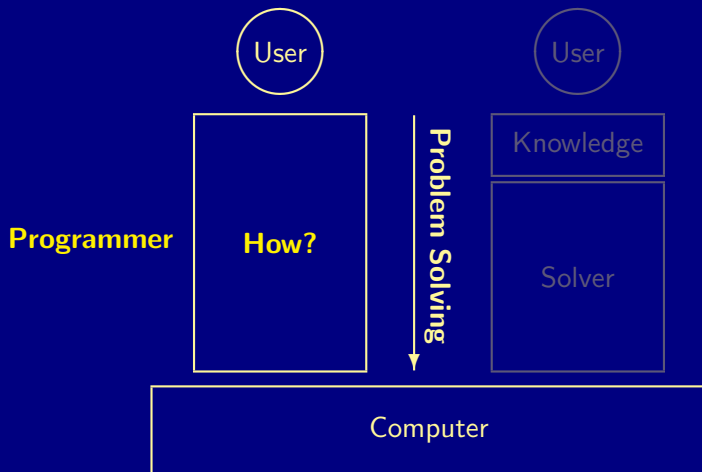 User
User
Knowledge
Problem Solving
Programmer
How?
Solver
Computer